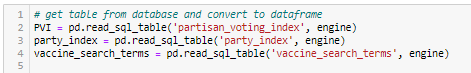 1 # get table from database and convert to dataframe
2 PVI = pd.read_sql_table('partisan_voting_index', engine)
3 party_index = pd.read_sql_table('party_index', engine)
4 vaccine_search_terms = pd.read_sql_table('vaccine_search_terms', engine)
5